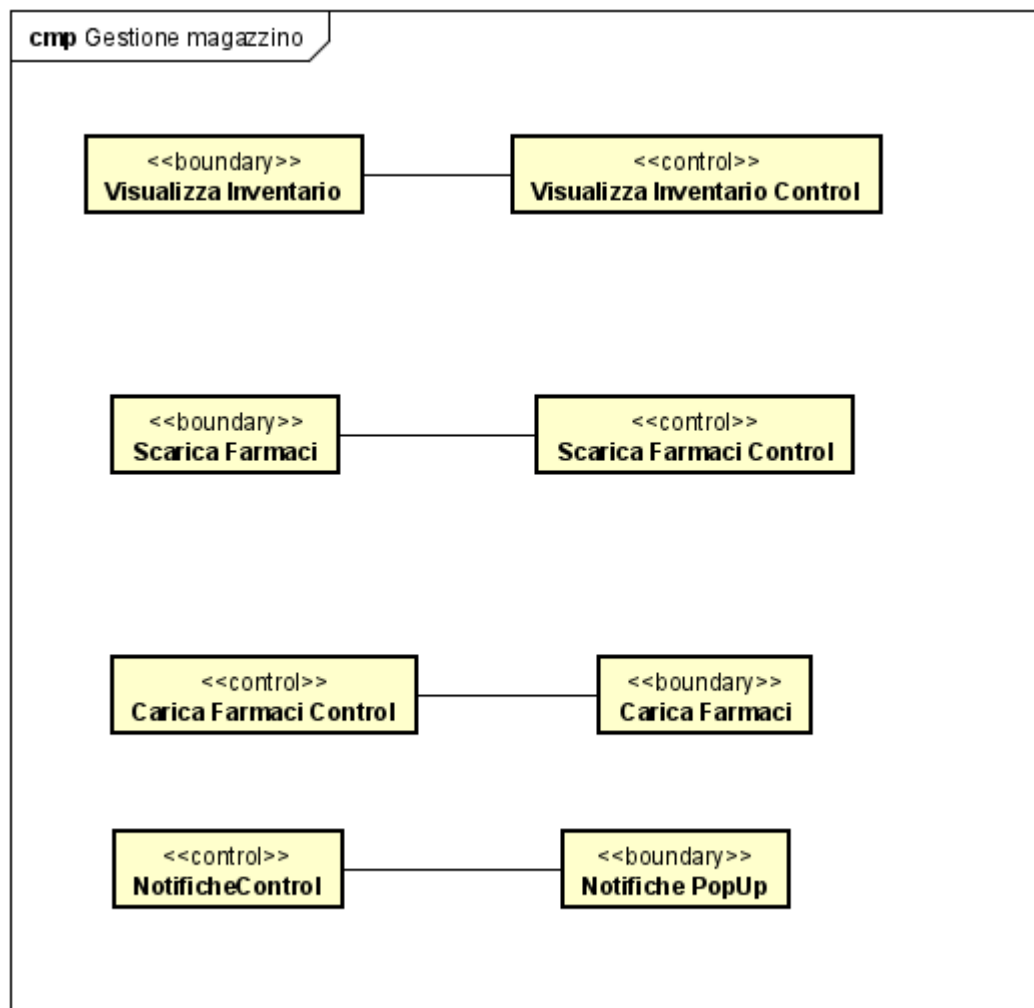 cmp Gestione magazzino
<<boundary>>
Visualizza Inventario
<<control>>
Visualizza Inventario Control
<<boundary>>
Scarica Farmaci
<<control>>
Scarica Farmaci Control
<<control>>
Carica Farmaci Control
<<boundary>>
Carica Farmaci
<<control>>
NotificheControl
<<boundary>>
Notifiche PopUp